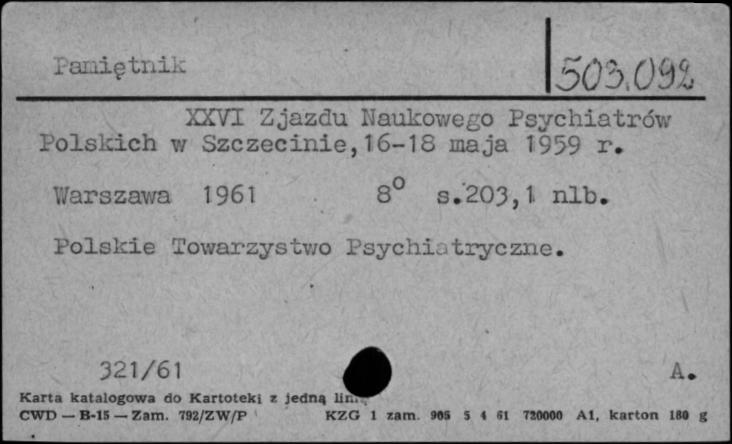 Pamiętnik
503.092
XXVI Zjazdu Naukowego Psychiatrów
Polskich w Szczecinie,16-18 maja 1959 r.
Warszawa 1961 8° s.203,1 nlb.
Polskie Towarzystwo Psychiatryczne.
321/61 A.
Karta katalogowa do Kartoteki z jedną
CWD — B-15 — Zam. 792/ZW/P KZG 1 zam. 905 5 4 61 720000 A1, karton 180 g